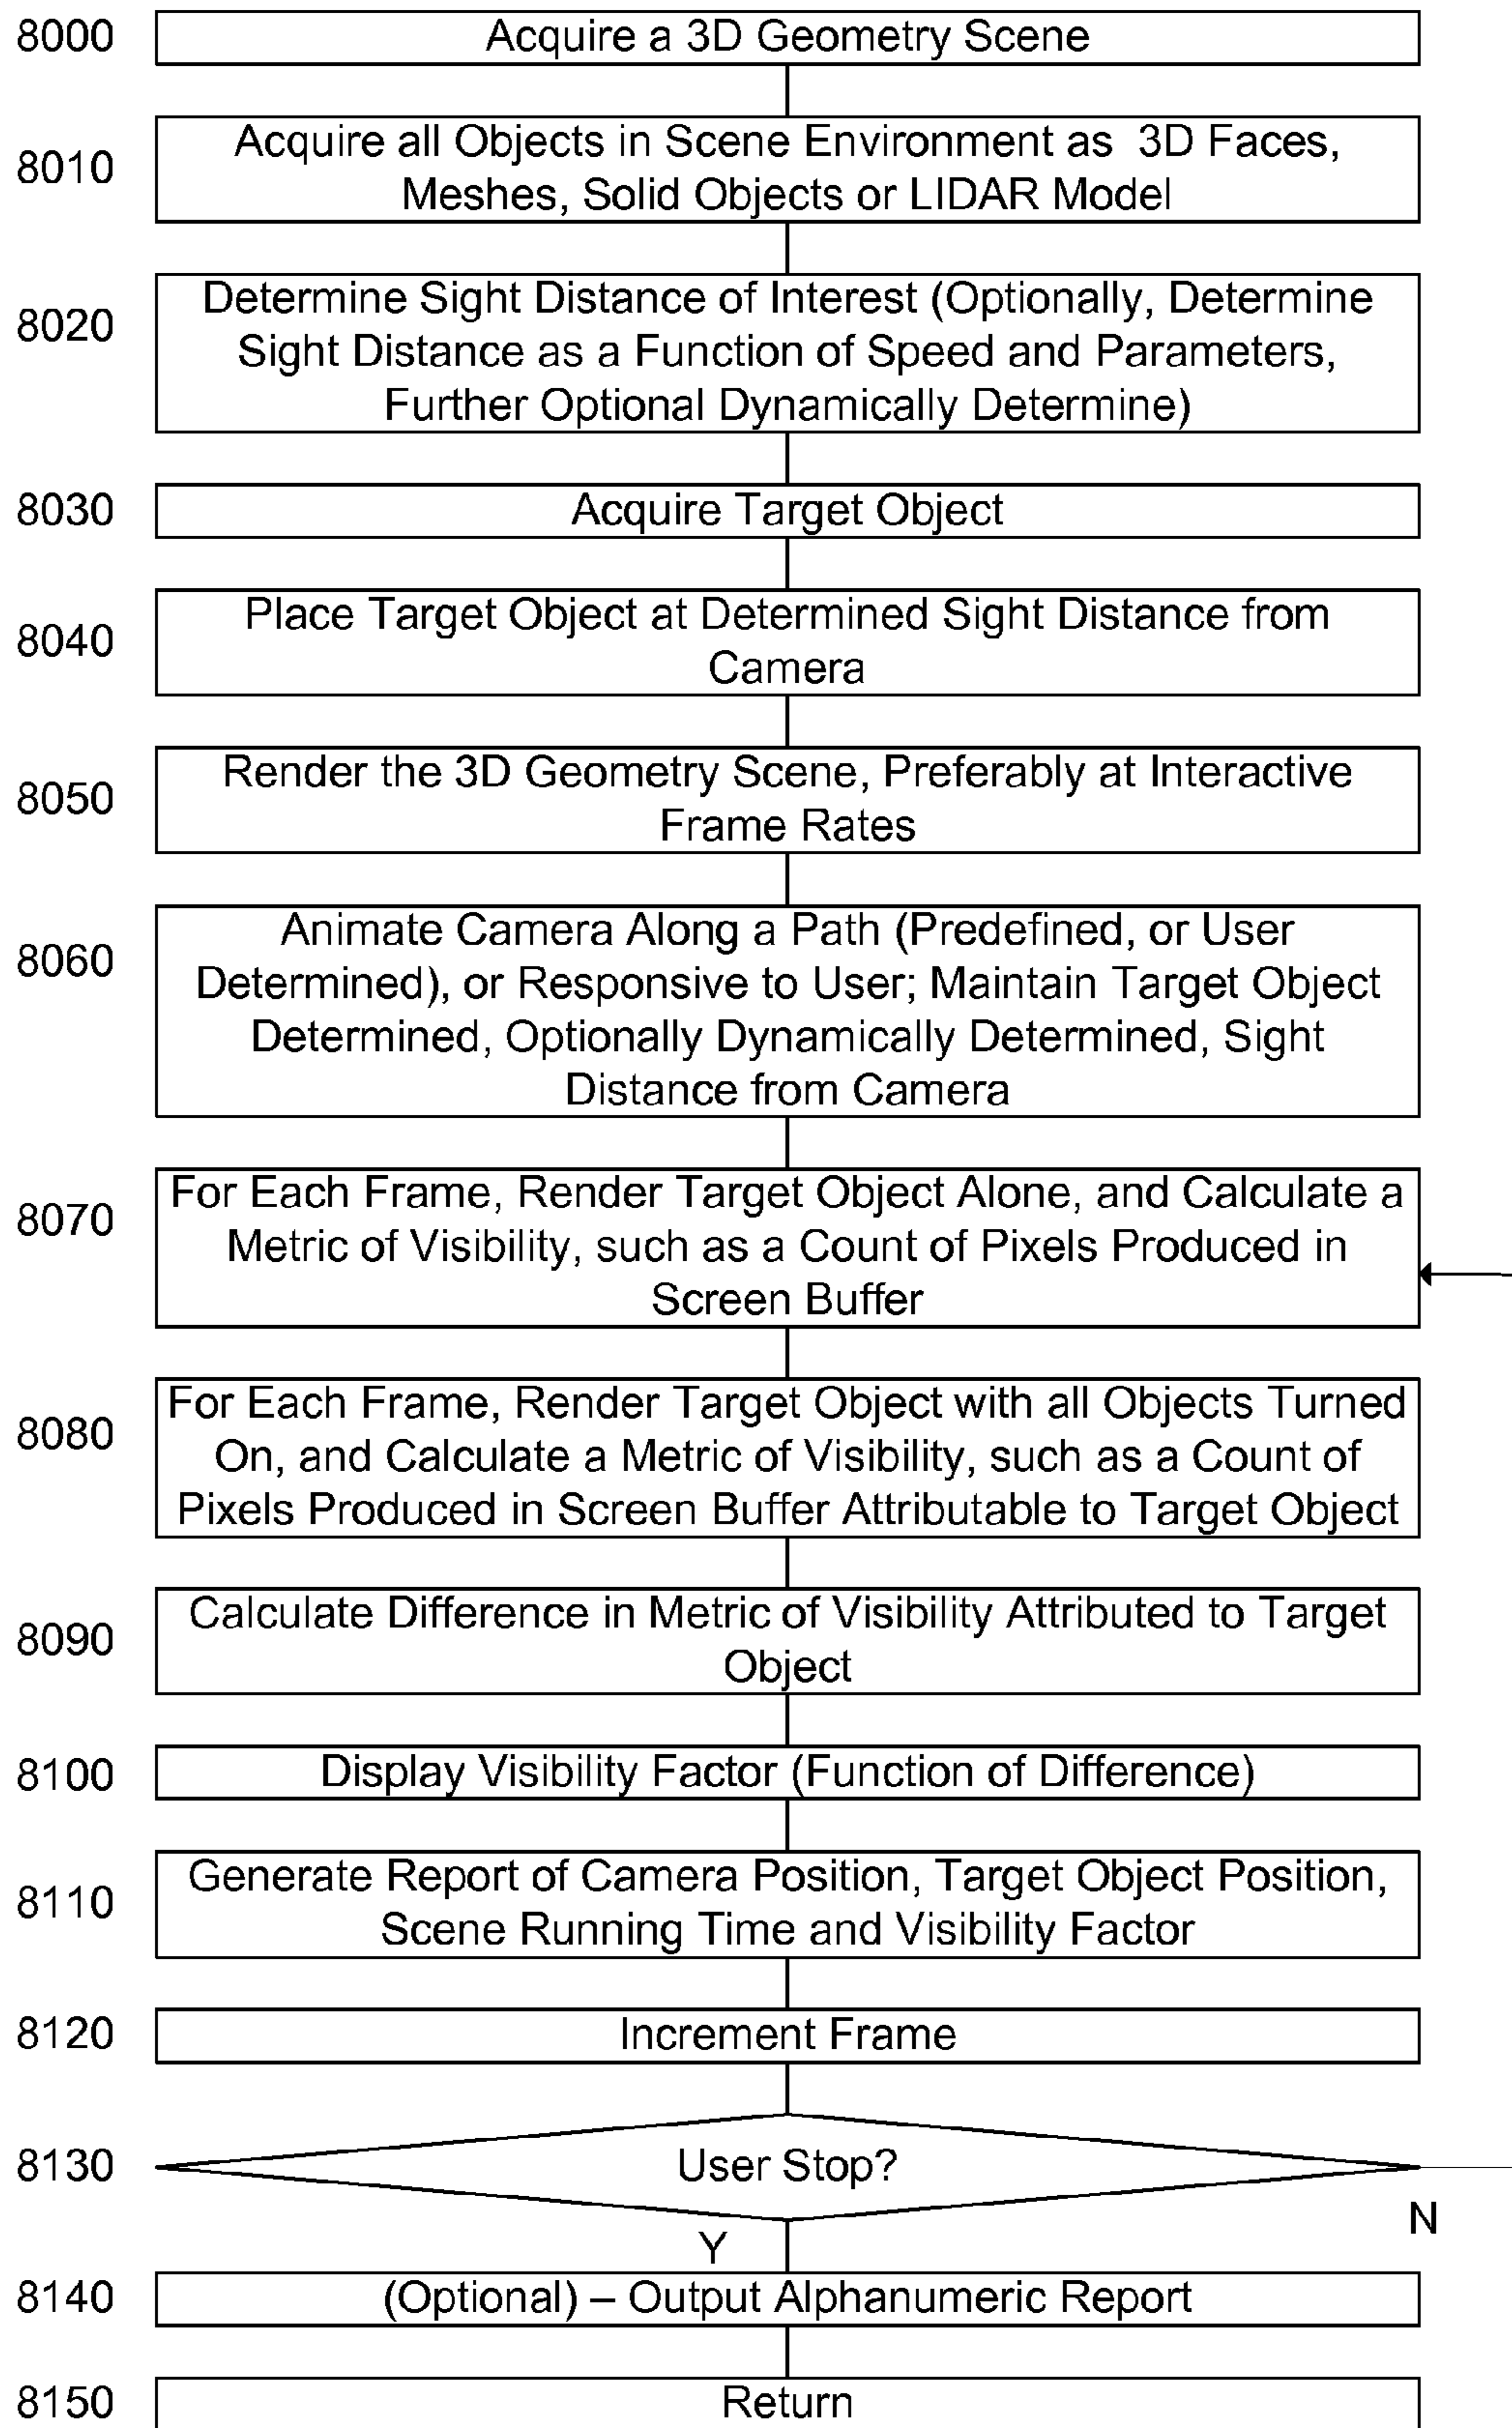 8000
Acquire a 3D Geometry Scene
8010
Acquire all Objects in Scene Environment as 3D Faces,
Meshes, Solid Objects or LIDAR Model
8020
Determine Sight Distance of Interest (Optionally, Determine
Sight Distance as a Function of Speed and Parameters,
Further Optional Dynamically Determine)
8030
Acquire Target Object
8040
Place Target Object at Determined Sight Distance from
Camera
8050
Render the 3D Geometry Scene, Preferably at Interactive
Frame Rates
8060
Animate Camera Along a Path (Predefined, or User
Determined), or Responsive to User; Maintain Target Object
Determined, Optionally Dynamically Determined, Sight
Distance from Camera
8070
For Each Frame, Render Target Object Alone, and Calculate a
Metric of Visibility, such as a Count of Pixels Produced in
Screen Buffer
8080
For Each Frame, Render Target Object with all Objects Turned
On, and Calculate a Metric of Visibility, such as a Count of
Pixels Produced in Screen Buffer Attributable to Target Object
8090
Calculate Difference in Metric of Visibility Attributed to Target
Object
8100
Display Visibility Factor (Function of Difference)
8110
Generate Report of Camera Position, Target Object Position,
Scene Running Time and Visibility Factor
8120
Increment Frame
8130
User Stop?
N
Y
8140
(Optional) – Output Alphanumeric Report
8150
Return